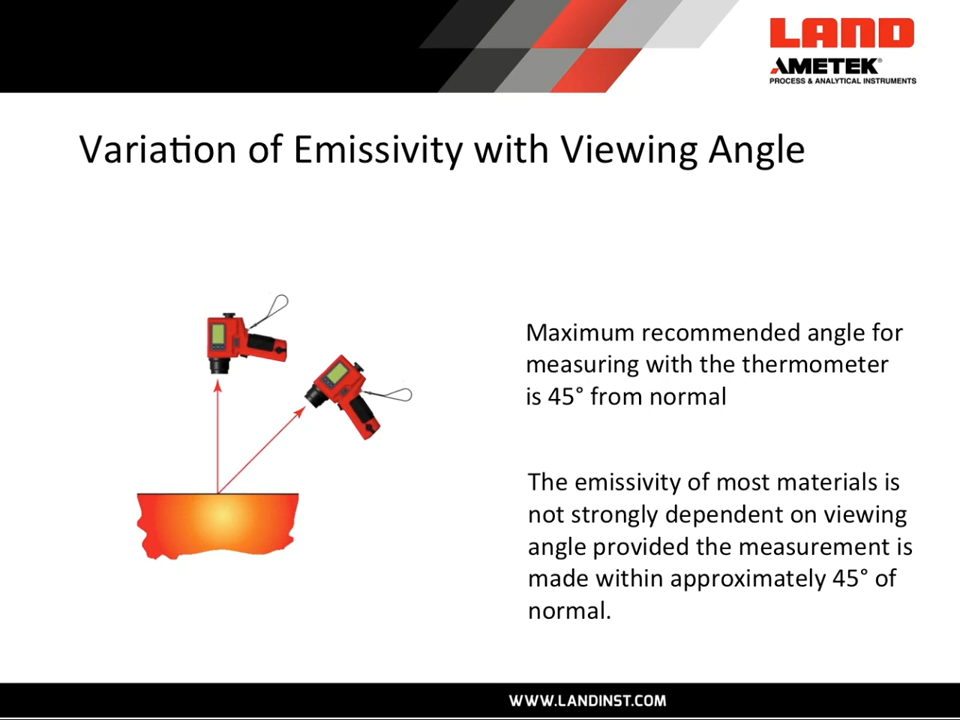 LAND
AMETEK®
PROCESS & ANALYTICAL INSTRUMENTS
Variation of Emissivity with Viewing Angle
Maximum recommended angle for
measuring with the thermometer
is 45° from normal
The emissivity of most materials is
not strongly dependent on viewing
angle provided the measurement is
made within approximately 45° of
normal.
WWW.LANDINST.COM